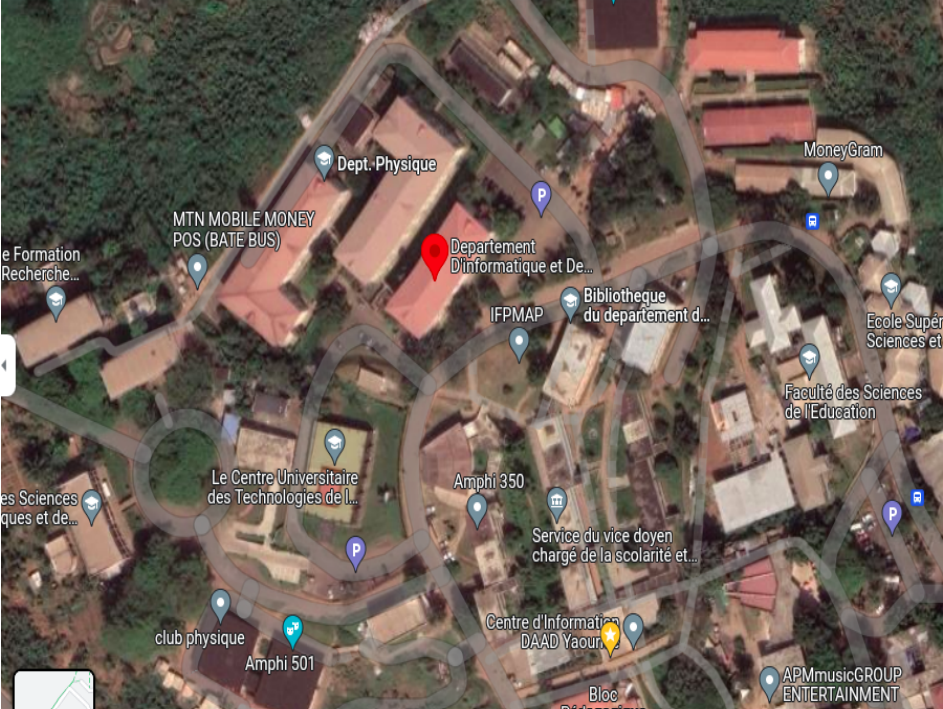 MoneyGram
Dept. Physique
P
MTN MOBILE MONEY
POS (BATE BUS)
Departement
D'informatique et De...
e Formation
Recherche...
Bibliotheque
du departement d...
IFPMAP
Ecole Supér
Sciences et
Faculté des Sciences
de l'Education
Le Centre Universitaire
des Technologies de l...
Amphi 350
es Sciences
ques et de...
P
Service du vice doyen
chargé de la scolarité et...
P
club physique
Centre d'Information
DAAD Yaoun
Amphi 501
APMmusicGROUP
ENTERTAINMENT
Bloc